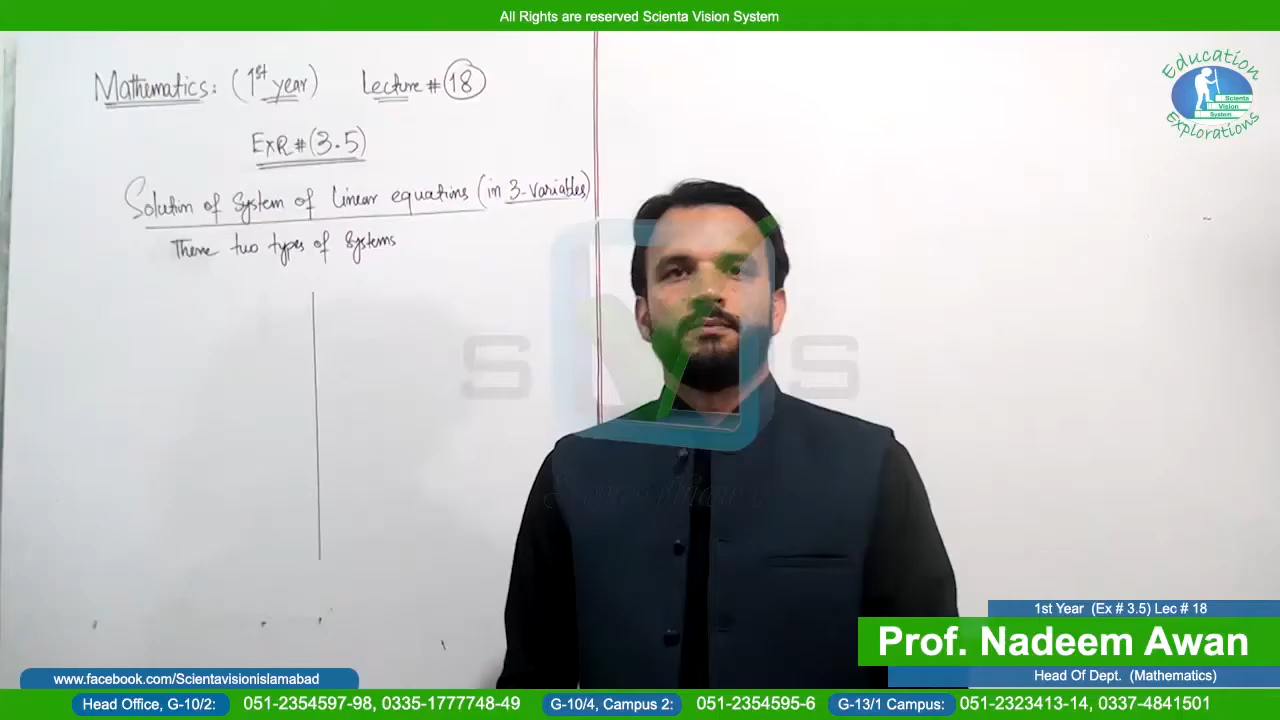 All Rights are reserved Scienta Vision System
Mathematics: (1st year) Lecture # 18
ExR # (3.5)
Solution of System of Linear equations (in 3-variables)
There two types of Systems
Education
Scienta
Vision
System
Explorations
S V S
1st Year (Ex # 3.5) Lec # 18
Prof. Nadeem Awan
Head Of Dept. (Mathematics)
www.facebook.com/Scientavisionislamabad
Head Office, G-10/2: 051-2354597-98, 0335-1777748-49 G-10/4, Campus 2: 051-2354595-6 G-13/1 Campus: 051-2323413-14, 0337-4841501